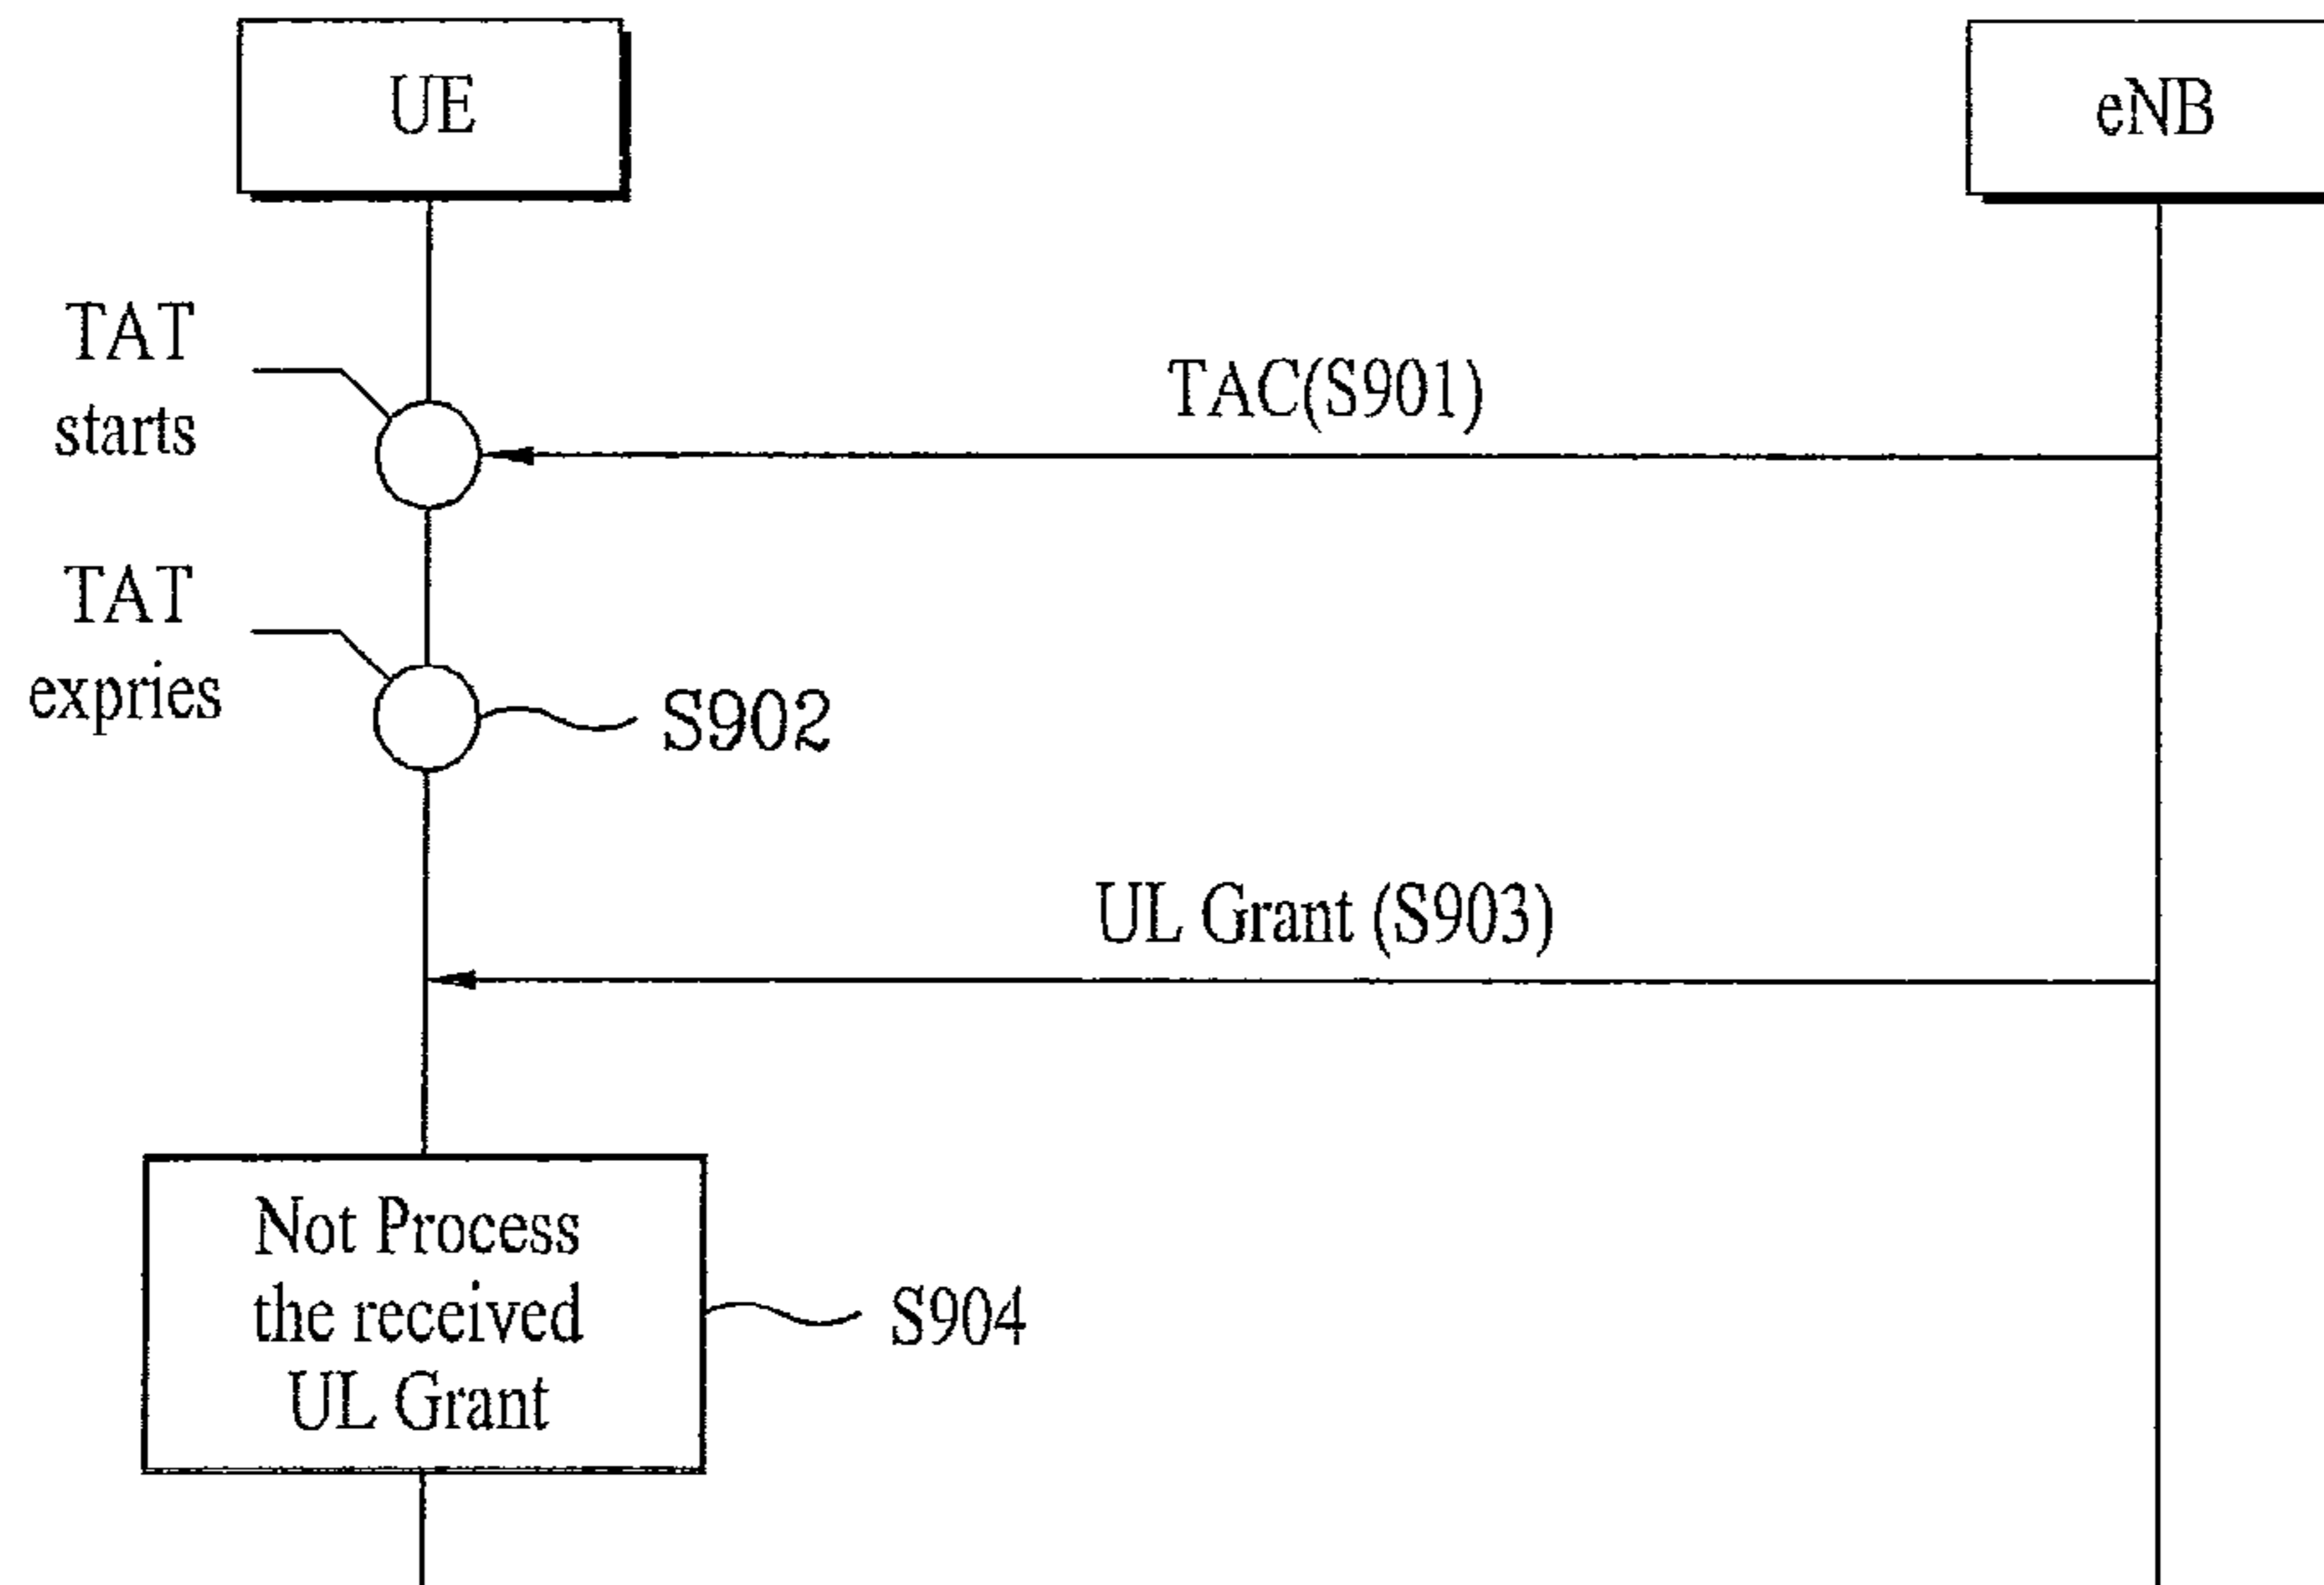 UE
eNB
TAT
starts
TAC(S901)
TAT
expries
S902
UL Grant (S903)
Not Process
the received
UL Grant
S904